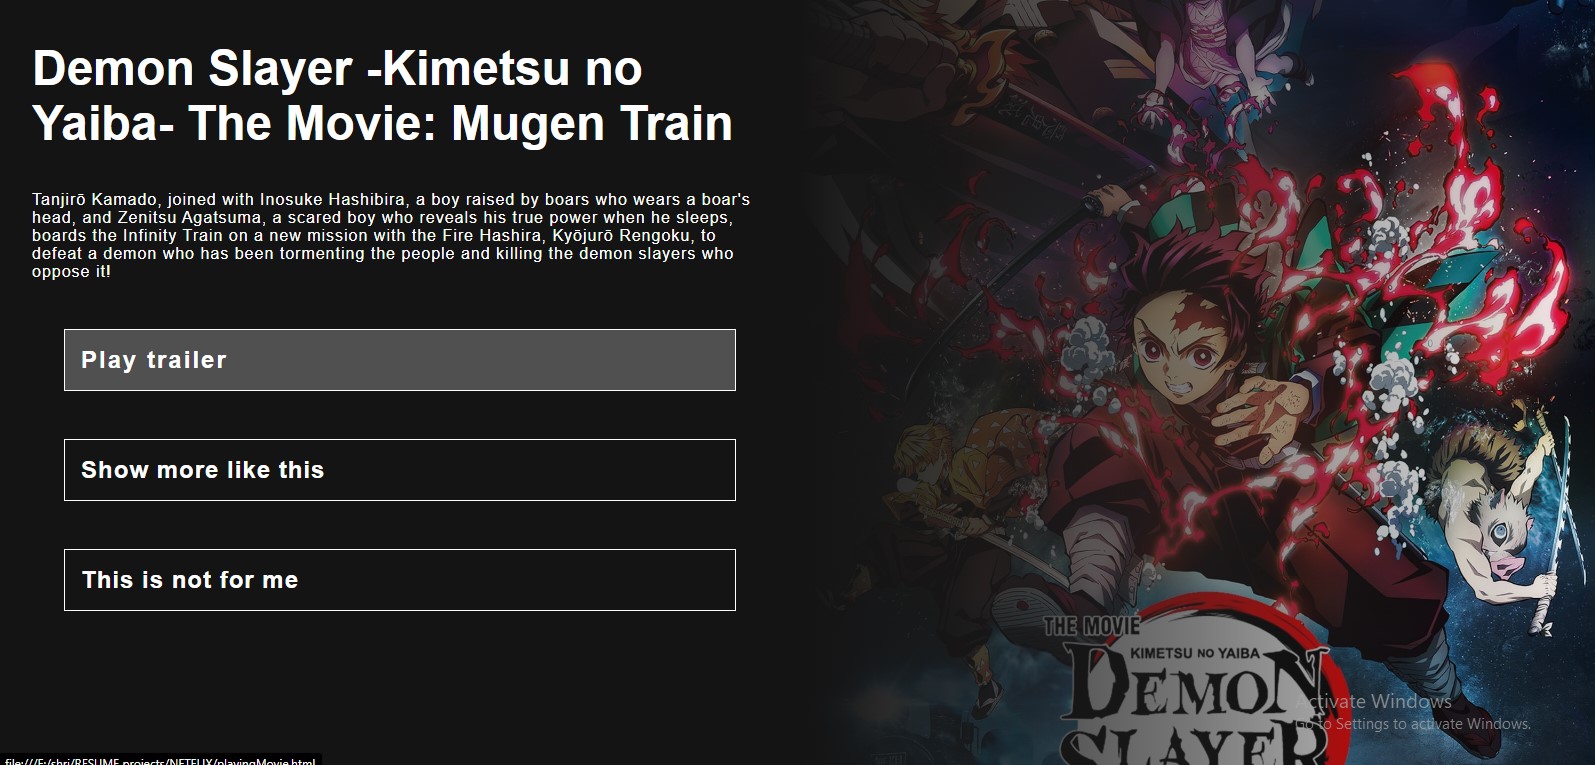 Demon Slayer -Kimetsu no
Yaiba- The Movie: Mugen Train
Tanjirō Kamado, joined with Inosuke Hashibira, a boy raised by boars who wears a boar's
head, and Zenitsu Agatsuma, a scared boy who reveals his true power when he sleeps,
boards the Infinity Train on a new mission with the Fire Hashira, Kyōjurō Rengoku, to
defeat a demon who has been tormenting the people and killing the demon slayers who
oppose it!
Play trailer
Show more like this
This is not for me
THE MOVIE
KIMETSU NO YAIBA
DEMON
SLAYER
Activate Windows
Go to Settings to activate Windows.
file:///F:/shri/RESUME projects/NETFLIX/playingMovie.html